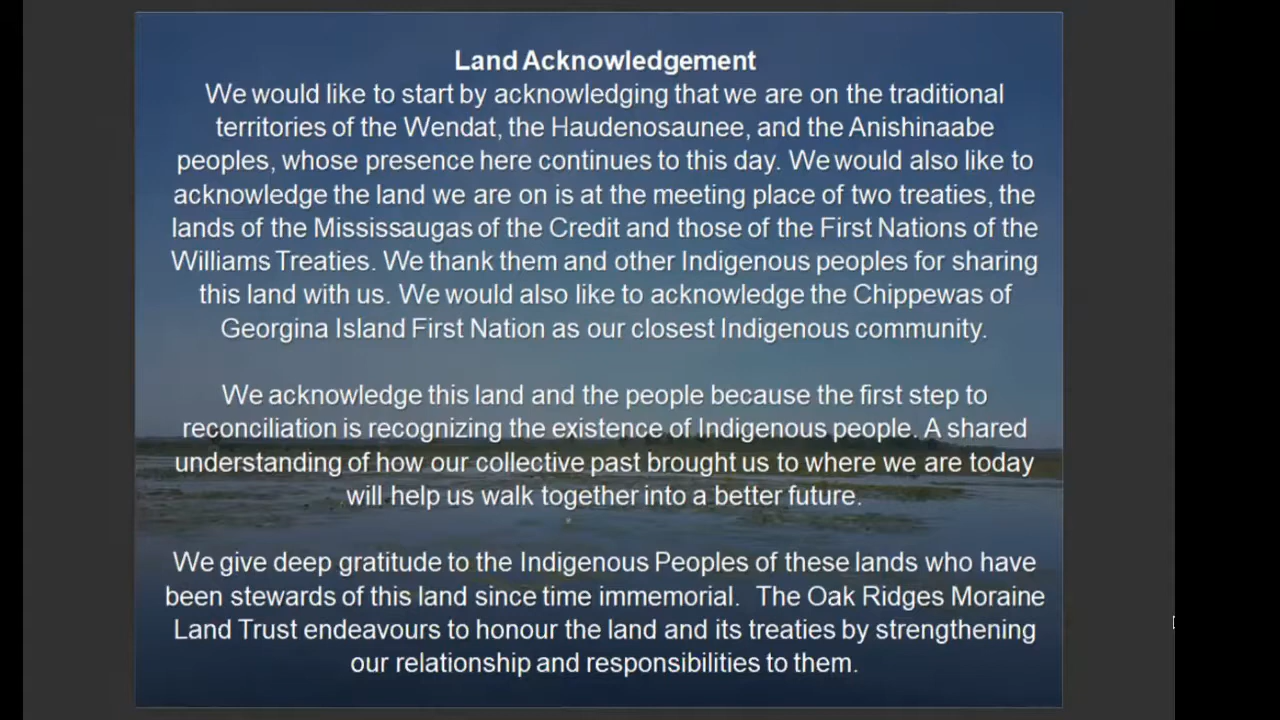 Land Acknowledgement
We would like to start by acknowledging that we are on the traditional
territories of the Wendat, the Haudenosaunee, and the Anishinaabe
peoples, whose presence here continues to this day. We would also like to
acknowledge the land we are on is at the meeting place of two treaties, the
lands of the Mississaugas of the Credit and those of the First Nations of the
Williams Treaties. We thank them and other Indigenous peoples for sharing
this land with us. We would also like to acknowledge the Chippewas of
Georgina Island First Nation as our closest Indigenous community.
We acknowledge this land and the people because the first step to
reconciliation is recognizing the existence of Indigenous people. A shared
understanding of how our collective past brought us to where we are today
will help us walk together into a better future.
We give deep gratitude to the Indigenous Peoples of these lands who have
been stewards of this land since time immemorial.  The Oak Ridges Moraine
Land Trust endeavours to honour the land and its treaties by strengthening
our relationship and responsibilities to them.